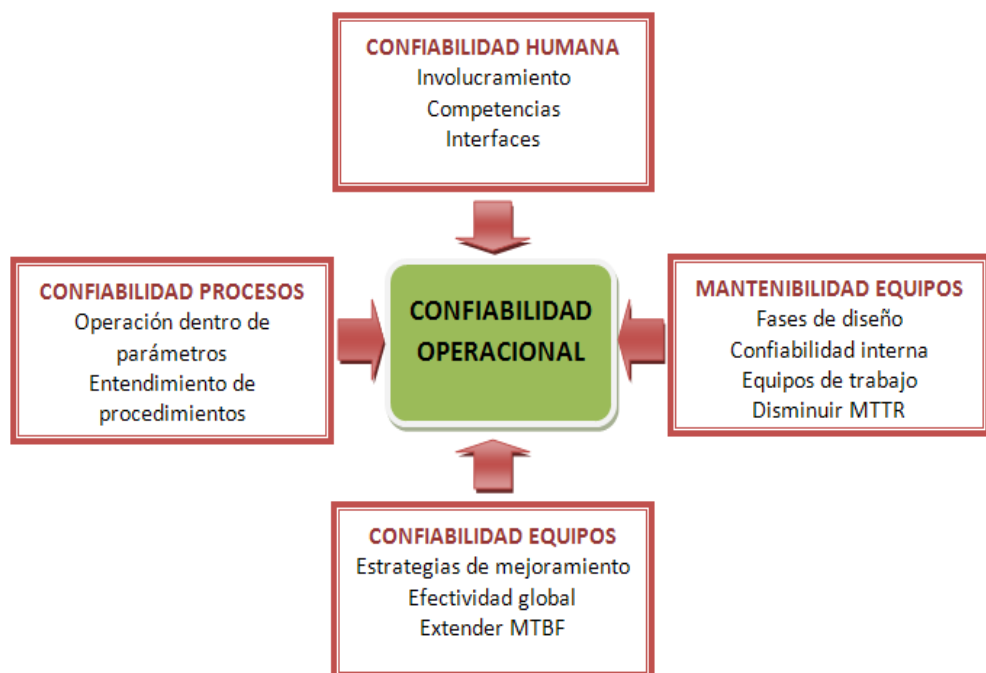 CONFIABILIDAD HUMANA
Involucramiento
Competencias
Interfaces
CONFIABILIDAD PROCESOS
Operación dentro de
parámetros
Entendimiento de
procedimientos
CONFIABILIDAD
OPERACIONAL
MANTENIBILIDAD EQUIPOS
Fases de diseño
Confiabilidad interna
Equipos de trabajo
Disminuir MTTR
CONFIABILIDAD EQUIPOS
Estrategias de mejoramiento
Efectividad global
Extender MTBF